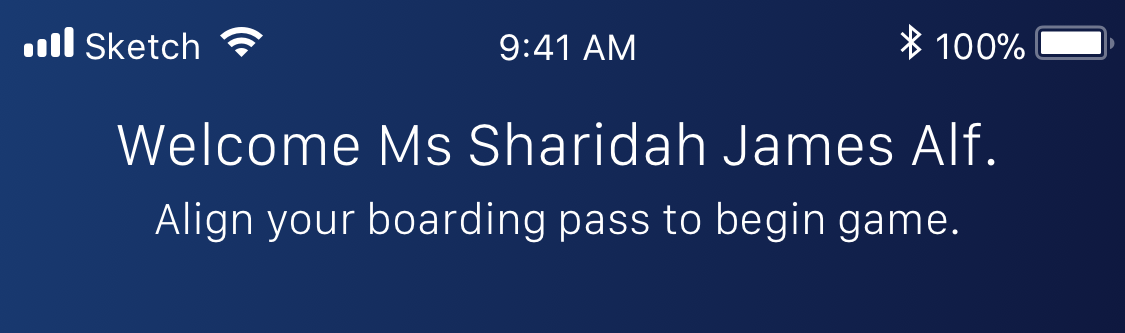 Sketch 9:41 AM 100%
Welcome Ms Sharidah James Alf.
Align your boarding pass to begin game.